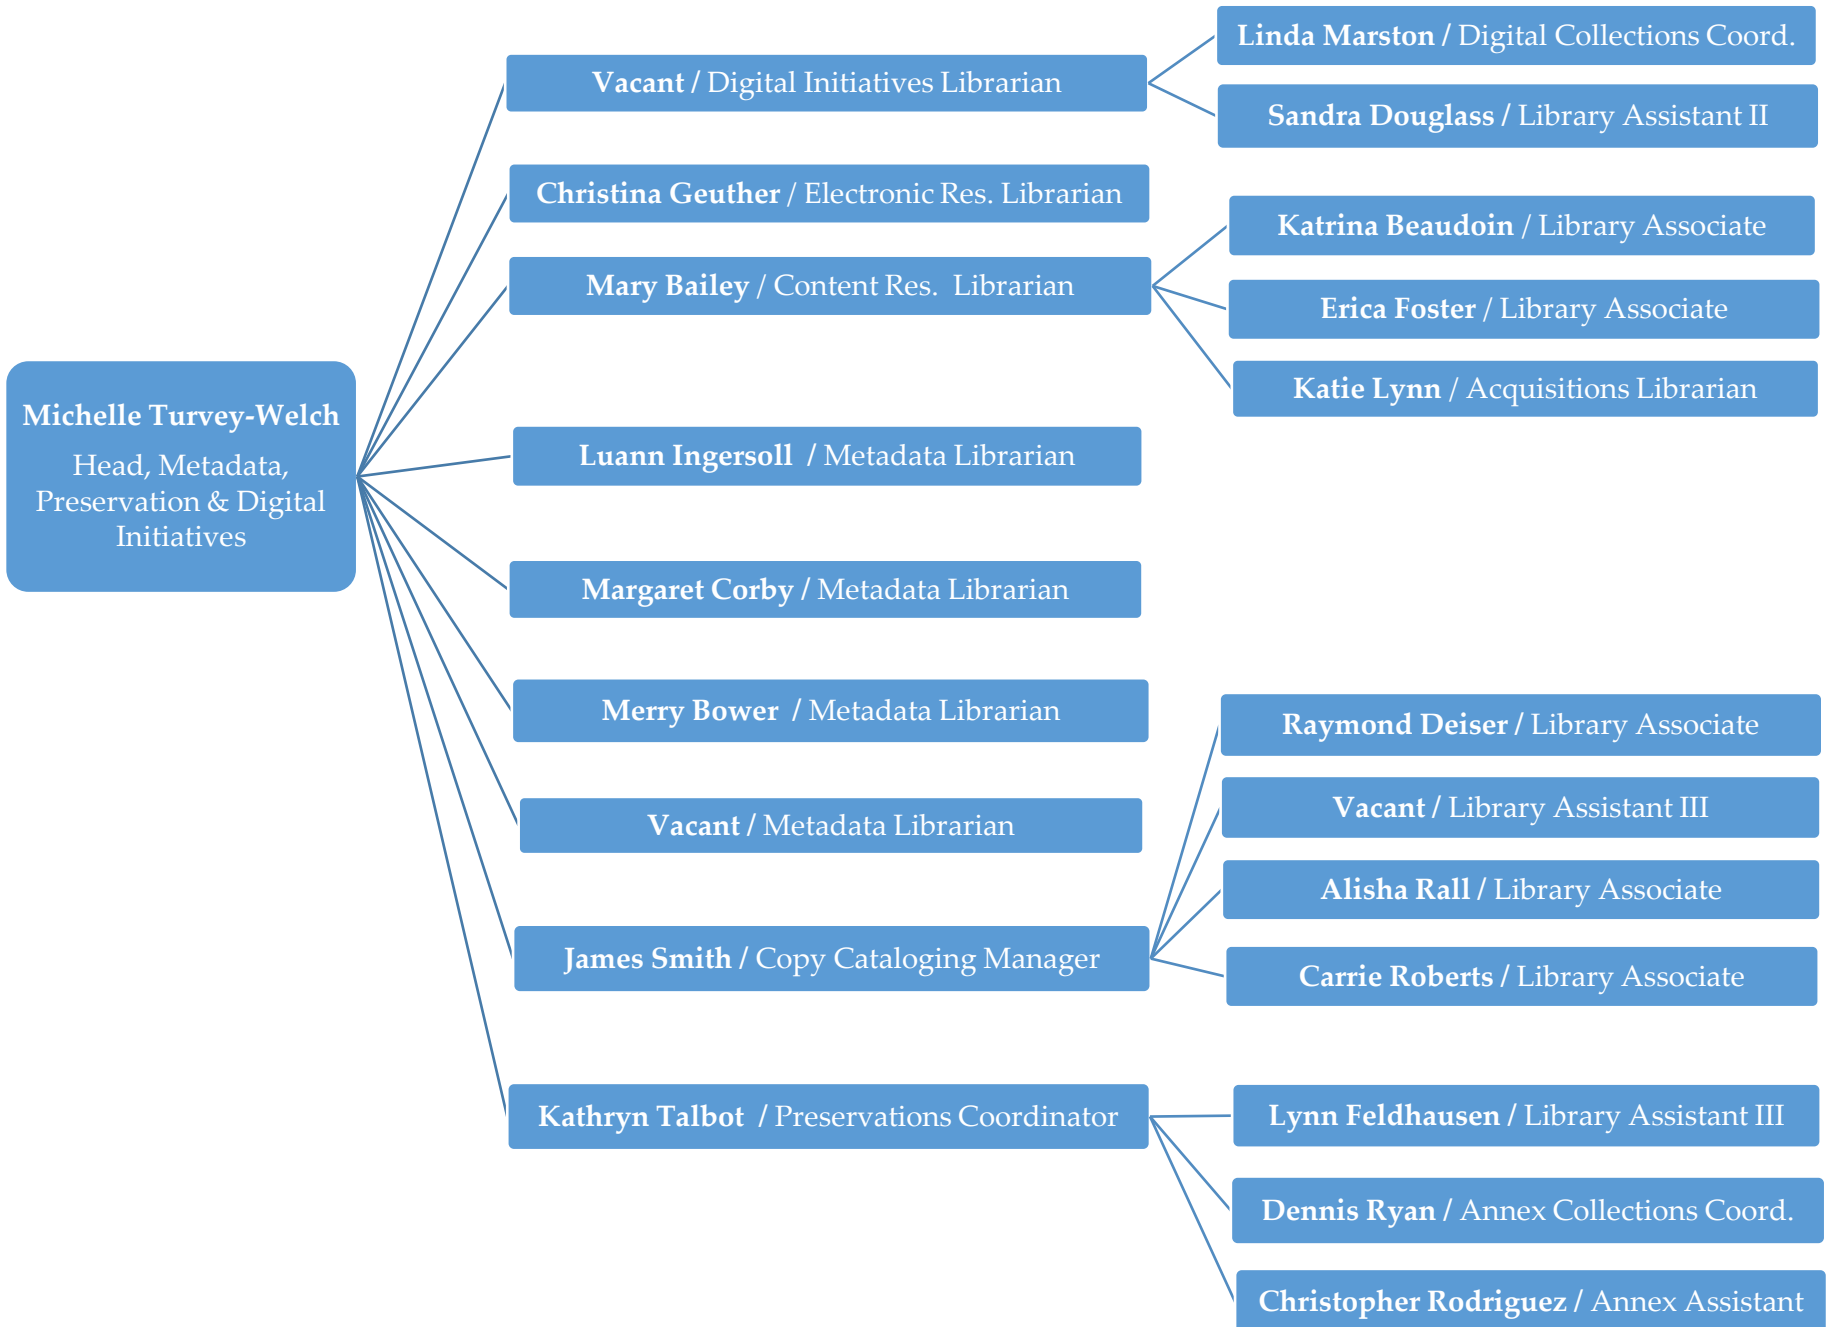 Michelle Turvey-Welch
Head, Metadata,
Preservation & Digital
Initiatives
Vacant / Digital Initiatives Librarian
Linda Marston / Digital Collections Coord.
Sandra Douglass / Library Assistant II
Christina Geuther / Electronic Res. Librarian
Mary Bailey / Content Res. Librarian
Katrina Beaudoin / Library Associate
Erica Foster / Library Associate
Katie Lynn / Acquisitions Librarian
Luann Ingersoll / Metadata Librarian
Margaret Corby / Metadata Librarian
Merry Bower / Metadata Librarian
Vacant / Metadata Librarian
James Smith / Copy Cataloging Manager
Raymond Deiser / Library Associate
Vacant / Library Assistant III
Alisha Rall / Library Associate
Carrie Roberts / Library Associate
Kathryn Talbot / Preservations Coordinator
Lynn Feldhausen / Library Assistant III
Dennis Ryan / Annex Collections Coord.
Christopher Rodriguez / Annex Assistant